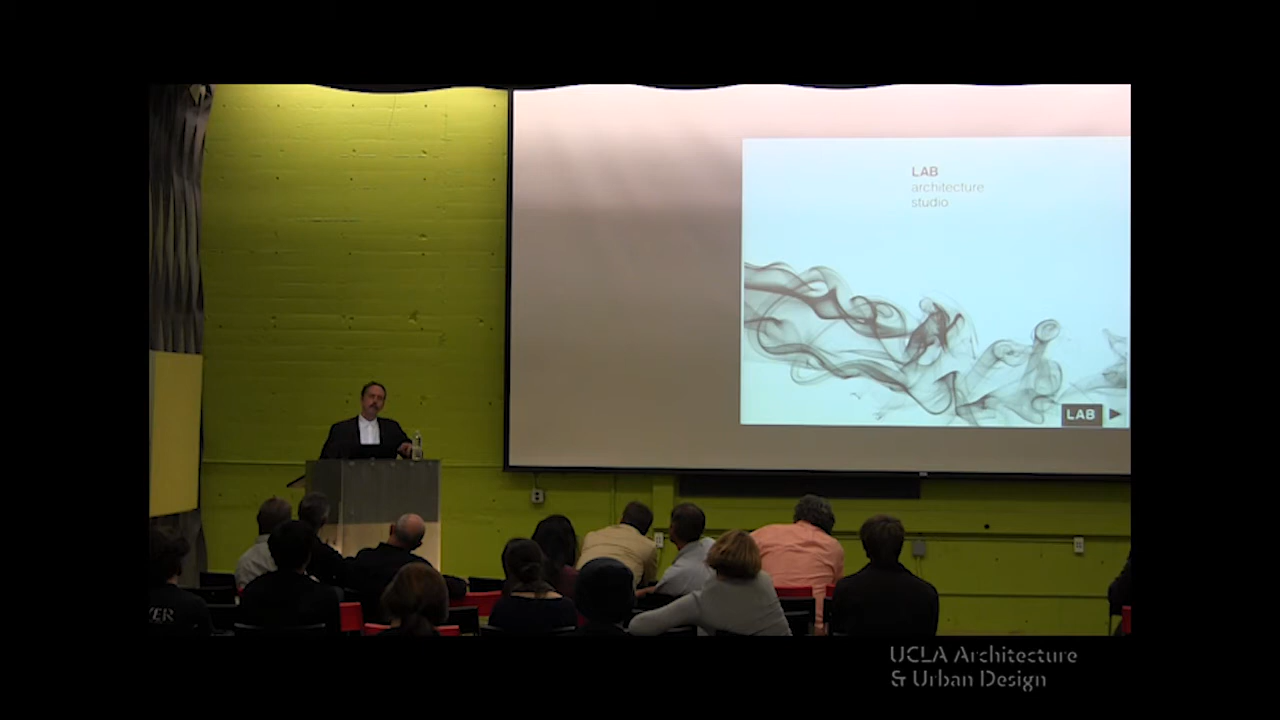 LAB
architecture
studio
LAB
UCLA Architecture
& Urban Design